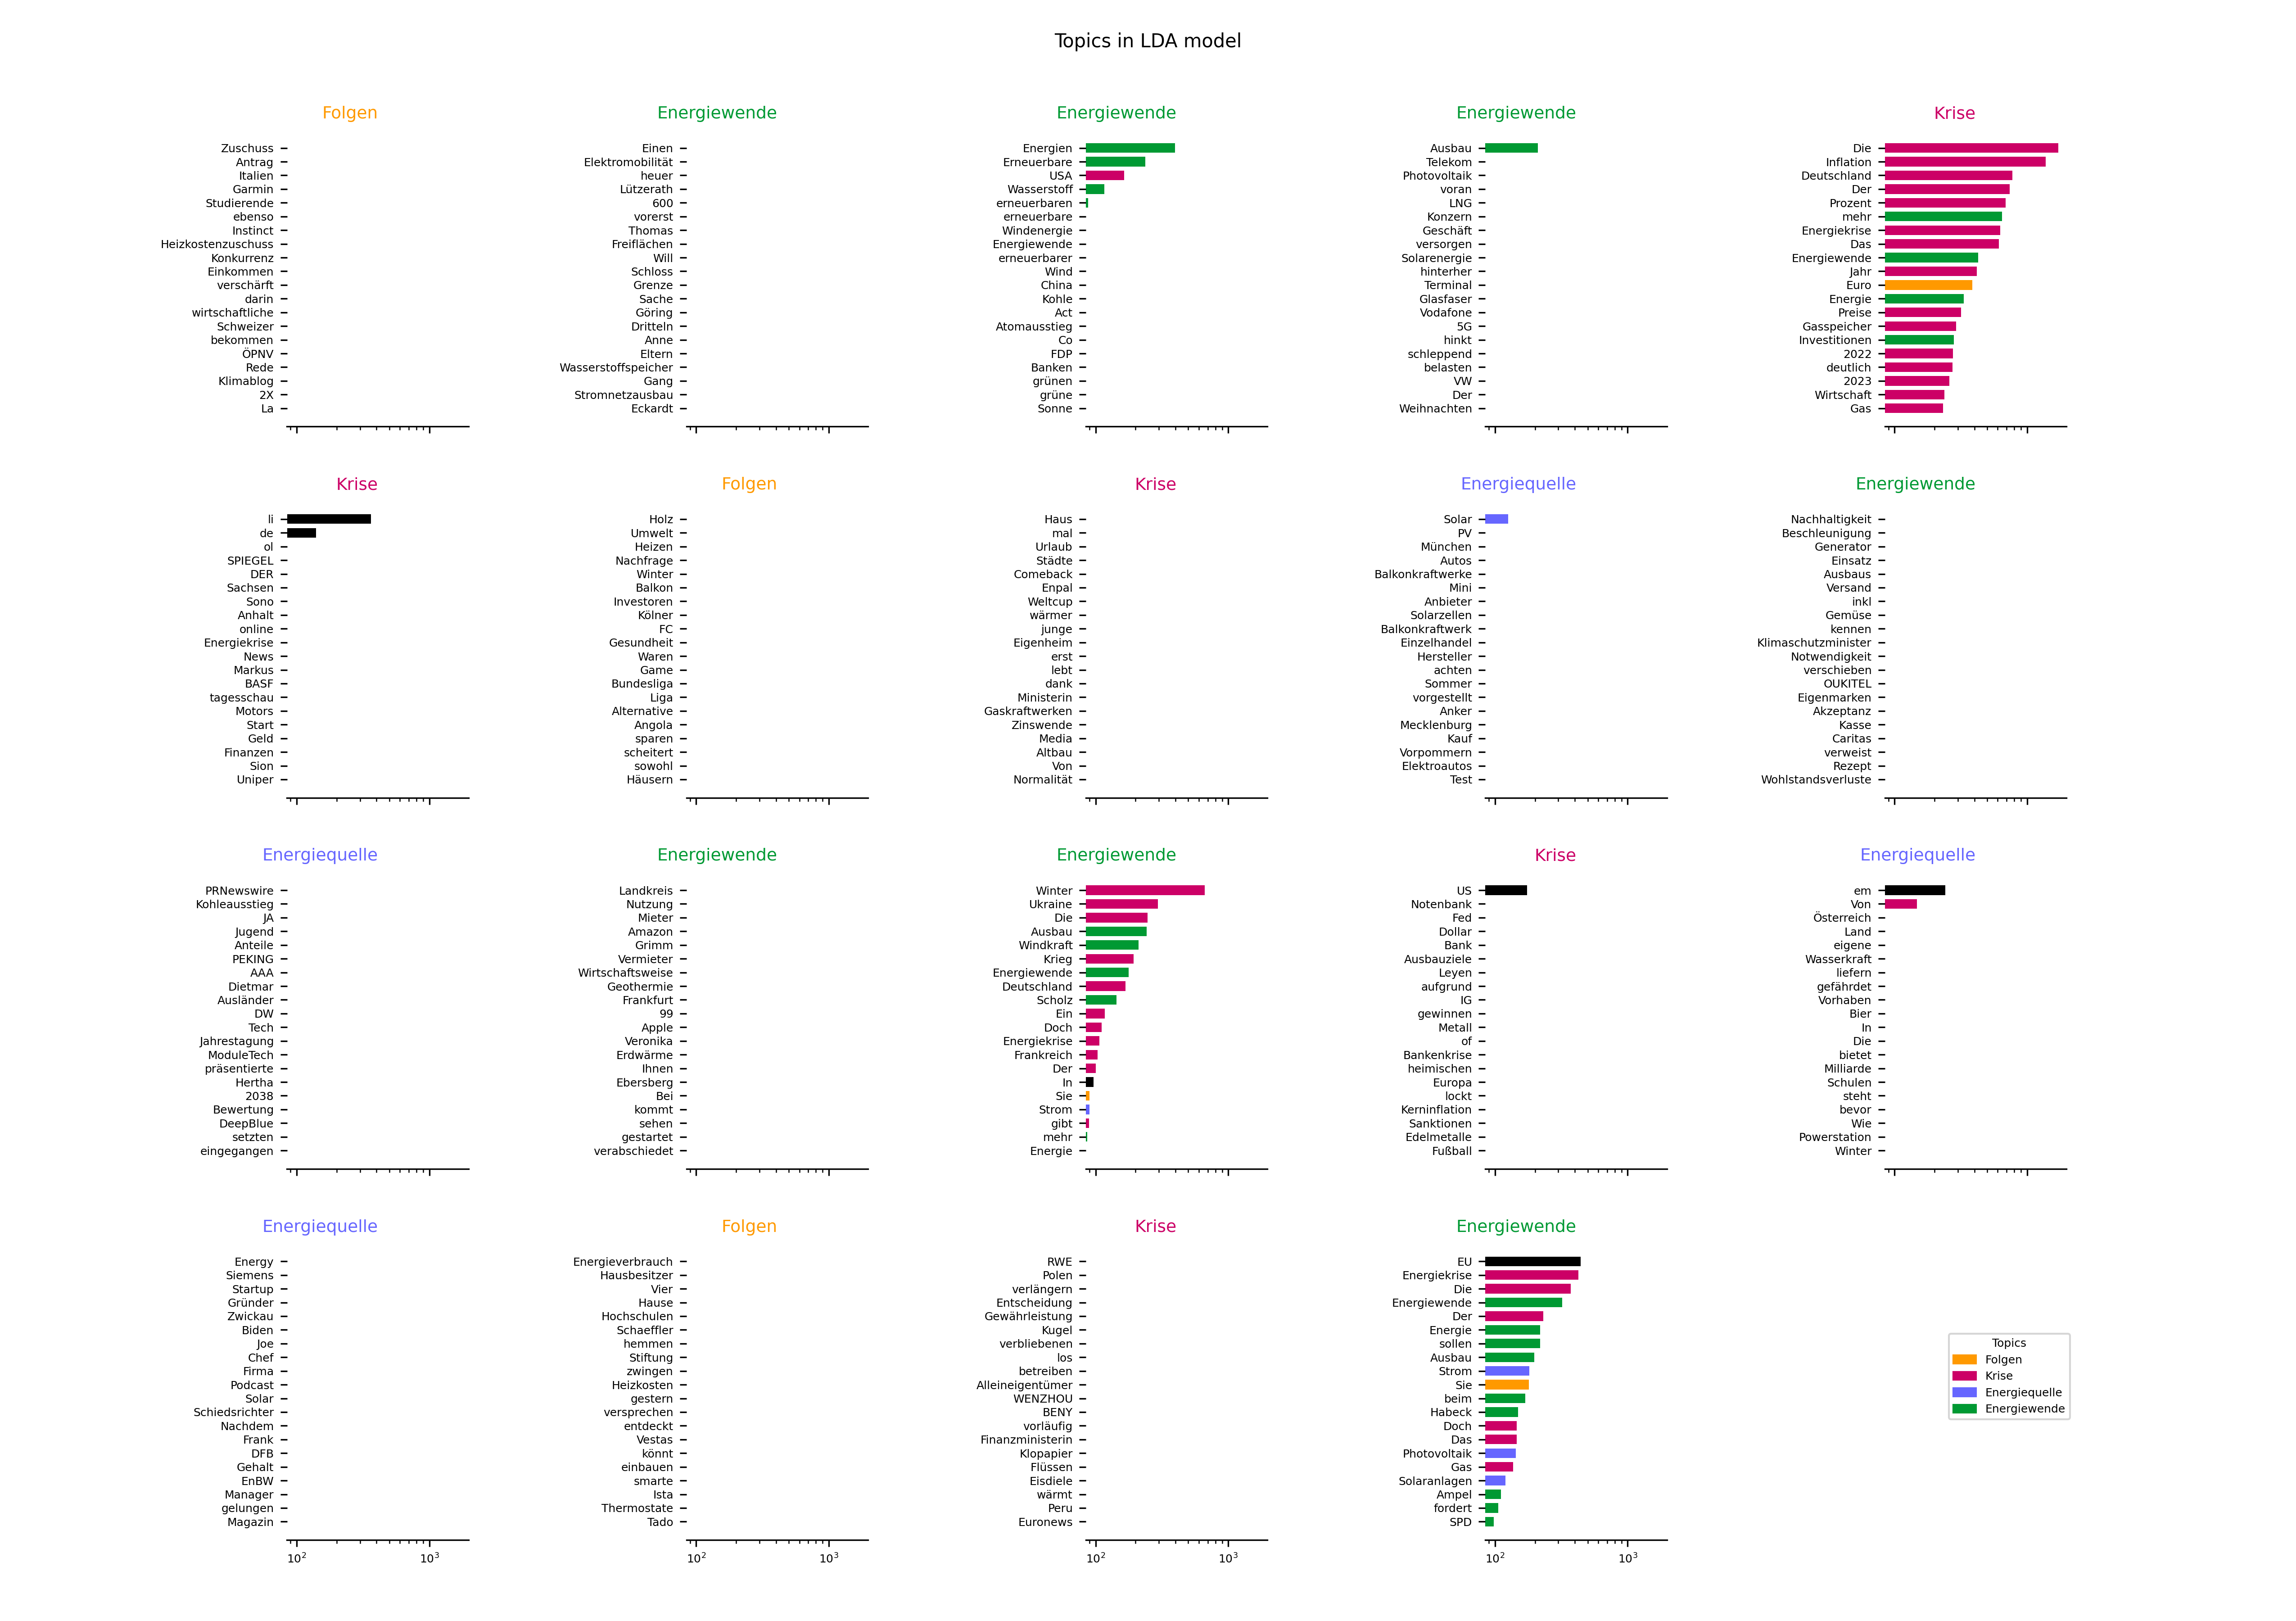 Topics in LDA model
Folgen
Zuschuss
Antrag
Italien
Garmin
Studierende
ebenso
Instinct
Heizkostenzuschuss
Konkurrenz
Einkommen
verschärft
darin
wirtschaftliche
Schweizer
bekommen
ÖPNV
Rede
Klimablog
2X
La
Energiewende
Einen
Elektromobilität
heuer
Lützerath
600
vorerst
Thomas
Freiflächen
Will
Schloss
Grenze
Sache
Göring
Dritteln
Anne
Eltern
Wasserstoffspeicher
Gang
Stromnetzausbau
Eckardt
Energiewende
Energien
Erneuerbare
USA
Wasserstoff
erneuerbaren
erneuerbare
Windenergie
Energiewende
erneuerbarer
Wind
China
Kohle
Act
Atomausstieg
Co
FDP
Banken
grünen
grüne
Sonne
Energiewende
Ausbau
Telekom
Photovoltaik
voran
LNG
Konzern
Geschäft
versorgen
Solarenergie
hinterher
Terminal
Glasfaser
Vodafone
5G
hinkt
schleppend
belasten
VW
Der
Weihnachten
Krise
Die
Inflation
Deutschland
Der
Prozent
mehr
Energiekrise
Das
Energiewende
Jahr
Euro
Energie
Preise
Gasspeicher
Investitionen
2022
deutlich
2023
Wirtschaft
Gas
Krise
li
de
ol
SPIEGEL
DER
Sachsen
Sono
Anhalt
online
Energiekrise
News
Markus
BASF
tagesschau
Motors
Start
Geld
Finanzen
Sion
Uniper
Folgen
Holz
Umwelt
Heizen
Nachfrage
Winter
Balkon
Investoren
Kölner
FC
Gesundheit
Waren
Game
Bundesliga
Liga
Alternative
Angola
sparen
scheitert
sowohl
Häusern
Krise
Haus
mal
Urlaub
Städte
Comeback
Enpal
Weltcup
wärmer
junge
Eigenheim
erst
lebt
dank
Ministerin
Gaskraftwerken
Zinswende
Media
Altbau
Von
Normalität
Energiequelle
Solar
PV
München
Autos
Balkonkraftwerke
Mini
Anbieter
Solarzellen
Balkonkraftwerk
Einzelhandel
Hersteller
achten
Sommer
vorgestellt
Anker
Mecklenburg
Kauf
Vorpommern
Elektroautos
Test
Energiewende
Nachhaltigkeit
Beschleunigung
Generator
Einsatz
Ausbaus
Versand
inkl
Gemüse
kennen
Klimaschutzminister
Notwendigkeit
verschieben
OUKITEL
Eigenmarken
Akzeptanz
Kasse
Caritas
verweist
Rezept
Wohlstandsverluste
Energiequelle
PRNewswire
Kohleausstieg
JA
Jugend
Anteile
PEKING
AAA
Dietmar
Ausländer
DW
Tech
Jahrestagung
ModuleTech
präsentierte
Hertha
2038
Bewertung
DeepBlue
setzten
eingegangen
Energiewende
Landkreis
Nutzung
Mieter
Amazon
Grimm
Vermieter
Wirtschaftsweise
Geothermie
Frankfurt
99
Apple
Veronika
Erdwärme
Ihnen
Ebersberg
Bei
kommt
sehen
gestartet
verabschiedet
Energiewende
Winter
Ukraine
Die
Ausbau
Windkraft
Krieg
Energiewende
Deutschland
Scholz
Ein
Doch
Energiekrise
Frankreich
Der
In
Sie
Strom
gibt
mehr
Energie
Krise
US
Notenbank
Fed
Dollar
Bank
Ausbauziele
Leyen
aufgrund
IG
gewinnen
Metall
of
Bankenkrise
heimischen
Europa
lockt
Kerninflation
Sanktionen
Edelmetalle
Fußball
Energiequelle
em
Von
Österreich
Land
eigene
Wasserkraft
liefern
gefährdet
Vorhaben
Bier
In
Die
bietet
Milliarde
Schulen
steht
bevor
Wie
Powerstation
Winter
Energiequelle
Energy
Siemens
Startup
Gründer
Zwickau
Biden
Joe
Chef
Firma
Podcast
Solar
Schiedsrichter
Nachdem
Frank
DFB
Gehalt
EnBW
Manager
gelungen
Magazin
10²
10³
Folgen
Energieverbrauch
Hausbesitzer
Vier
Hause
Hochschulen
Schaeffler
hemmen
Stiftung
zwingen
Heizkosten
gestern
versprechen
entdeckt
Vestas
könnt
einbauen
smarte
Ista
Thermostate
Tado
10²
10³
Krise
RWE
Polen
verlängern
Entscheidung
Gewährleistung
Kugel
verbliebenen
los
betreiben
Alleineigentümer
WENZHOU
BENY
vorläufig
Finanzministerin
Klopapier
Flüssen
Eisdiele
wärmt
Peru
Euronews
10²
10³
Energiewende
EU
Energiekrise
Die
Energiewende
Der
Energie
sollen
Ausbau
Strom
Sie
beim
Habeck
Doch
Das
Photovoltaik
Gas
Solaranlagen
Ampel
fordert
SPD
10²
10³
Topics
Folgen
Krise
Energiequelle
Energiewende